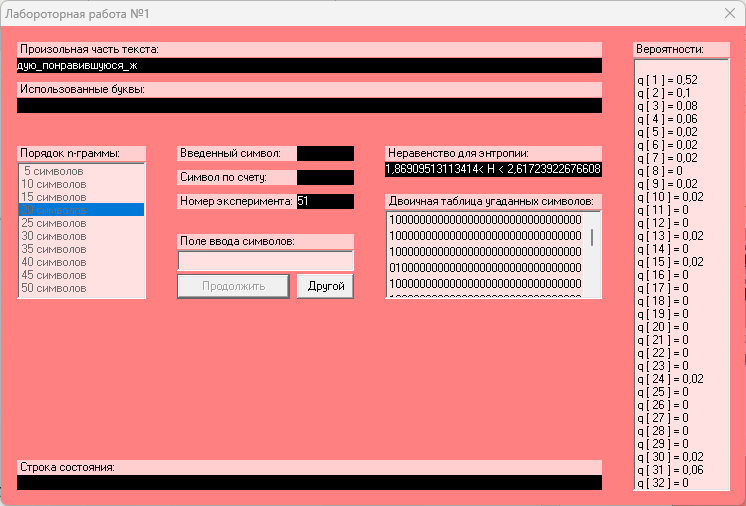 Лабороторная работа №1
Произольная часть текста:
дую_понравившуюся_ж
Использованные буквы:
Порядок n-граммы:
5 символов
10 символов
15 символов
20 символов
25 символов
30 символов
35 символов
40 символов
45 символов
50 символов
Введенный символ:
Символ по счету:
Номер эксперимента: 51
Поле ввода символов:
Продолжить
Другой
Неравенство для энтропии:
1,86909513113414< H < 2,61723922676608
Двоичная таблица угаданных символов:
10000000000000000000000000000000
10000000000000000000000000000000
10000000000000000000000000000000
01000000000000000000000000000000
10000000000000000000000000000000
Строка состояния:
Вероятности:
q [ 1 ] = 0,52
q [ 2 ] = 0,1
q [ 3 ] = 0,08
q [ 4 ] = 0,06
q [ 5 ] = 0,02
q [ 6 ] = 0,02
q [ 7 ] = 0,02
q [ 8 ] = 0
q [ 9 ] = 0,02
q [ 10 ] = 0,02
q [ 11 ] = 0
q [ 12 ] = 0
q [ 13 ] = 0,02
q [ 14 ] = 0
q [ 15 ] = 0,02
q [ 16 ] = 0
q [ 17 ] = 0
q [ 18 ] = 0
q [ 19 ] = 0
q [ 20 ] = 0
q [ 21 ] = 0
q [ 22 ] = 0
q [ 23 ] = 0
q [ 24 ] = 0,02
q [ 25 ] = 0
q [ 26 ] = 0
q [ 27 ] = 0
q [ 28 ] = 0
q [ 29 ] = 0
q [ 30 ] = 0,02
q [ 31 ] = 0,06
q [ 32 ] = 0